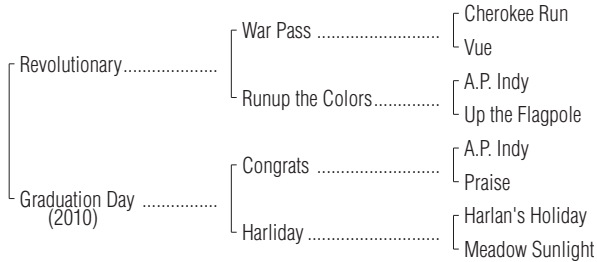 Cherokee Run
War Pass ..........................
Vue
Revolutionary....................
A.P. Indy
Runup the Colors..............
Up the Flagpole
A.P. Indy
Congrats ..........................
Praise
Graduation Day ................
(2010)
Harlan's Holiday
Harliday ............................
Meadow Sunlight